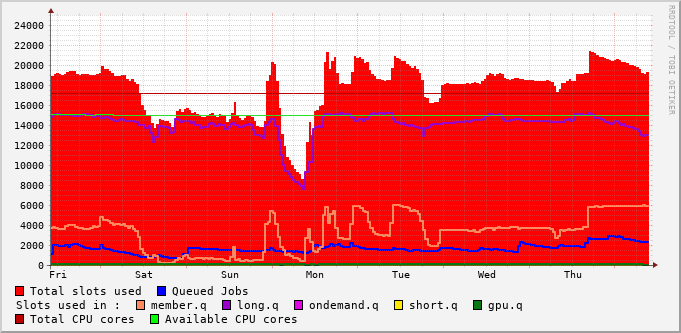 RRDTOOL / TOBI OETIKER
24000
22000
20000
18000
16000
14000
12000
10000
8000
6000
4000
2000
0
Fri Sat Sun Mon Tue Wed Thu
Total slots used Queued Jobs
Slots used in : member.q long.q ondemand.q short.q gpu.q
Total CPU cores Available CPU cores